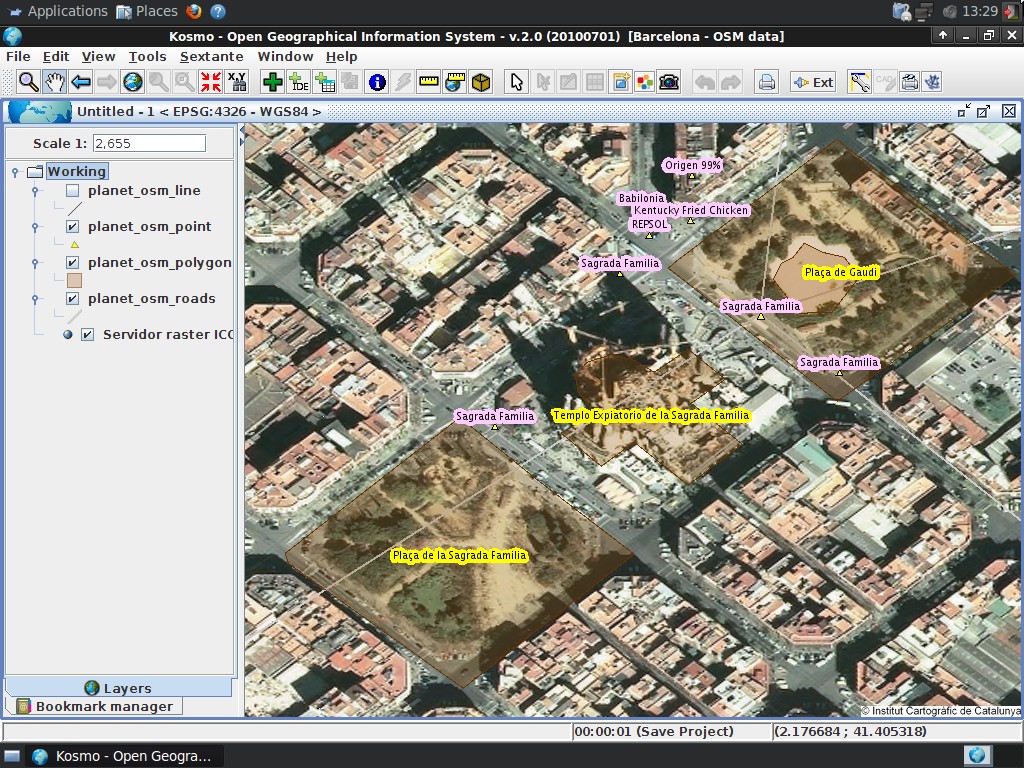 Applications Places 13:29
Kosmo - Open Geographical Information System - v.2.0 (20100701) [Barcelona - OSM data]
File Edit View Tools Sextante Window Help
X,Y
IDE
Ext
Untitled - 1 < EPSG:4326 - WGS84 >
Scale 1: 2,655
Working
planet_osm_line
planet_osm_point
planet_osm_polygon
planet_osm_roads
Servidor raster ICC
Origen 99%
Babilonia
Kentucky Fried Chicken
REPSOL
Sagrada Familia
Plaça de Gaudí
Sagrada Familia
Sagrada Familia
Sagrada Familia
Templo Expiatorio de la Sagrada Familia
Plaça de la Sagrada Familia
© Institut Cartogràfic de Catalunya
Layers
Bookmark manager
00:00:01 (Save Project)
(2.176684 ; 41.405318)
Kosmo - Open Geogra...